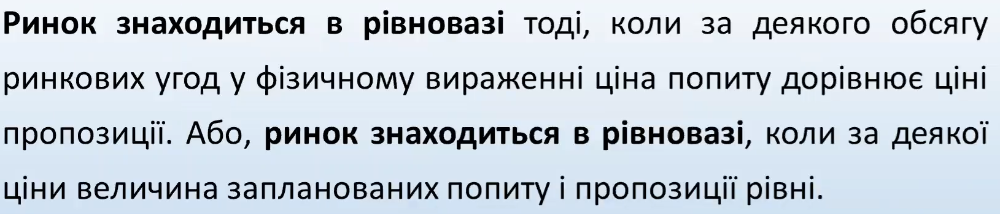 Ринок знаходиться в рівновазі тоді, коли за деякого обсягу
ринкових угод у фізичному вираженні ціна попиту дорівнює ціні
пропозиції. Або, ринок знаходиться в рівновазі, коли за деякої
ціни величина запланованих попиту і пропозиції рівні.